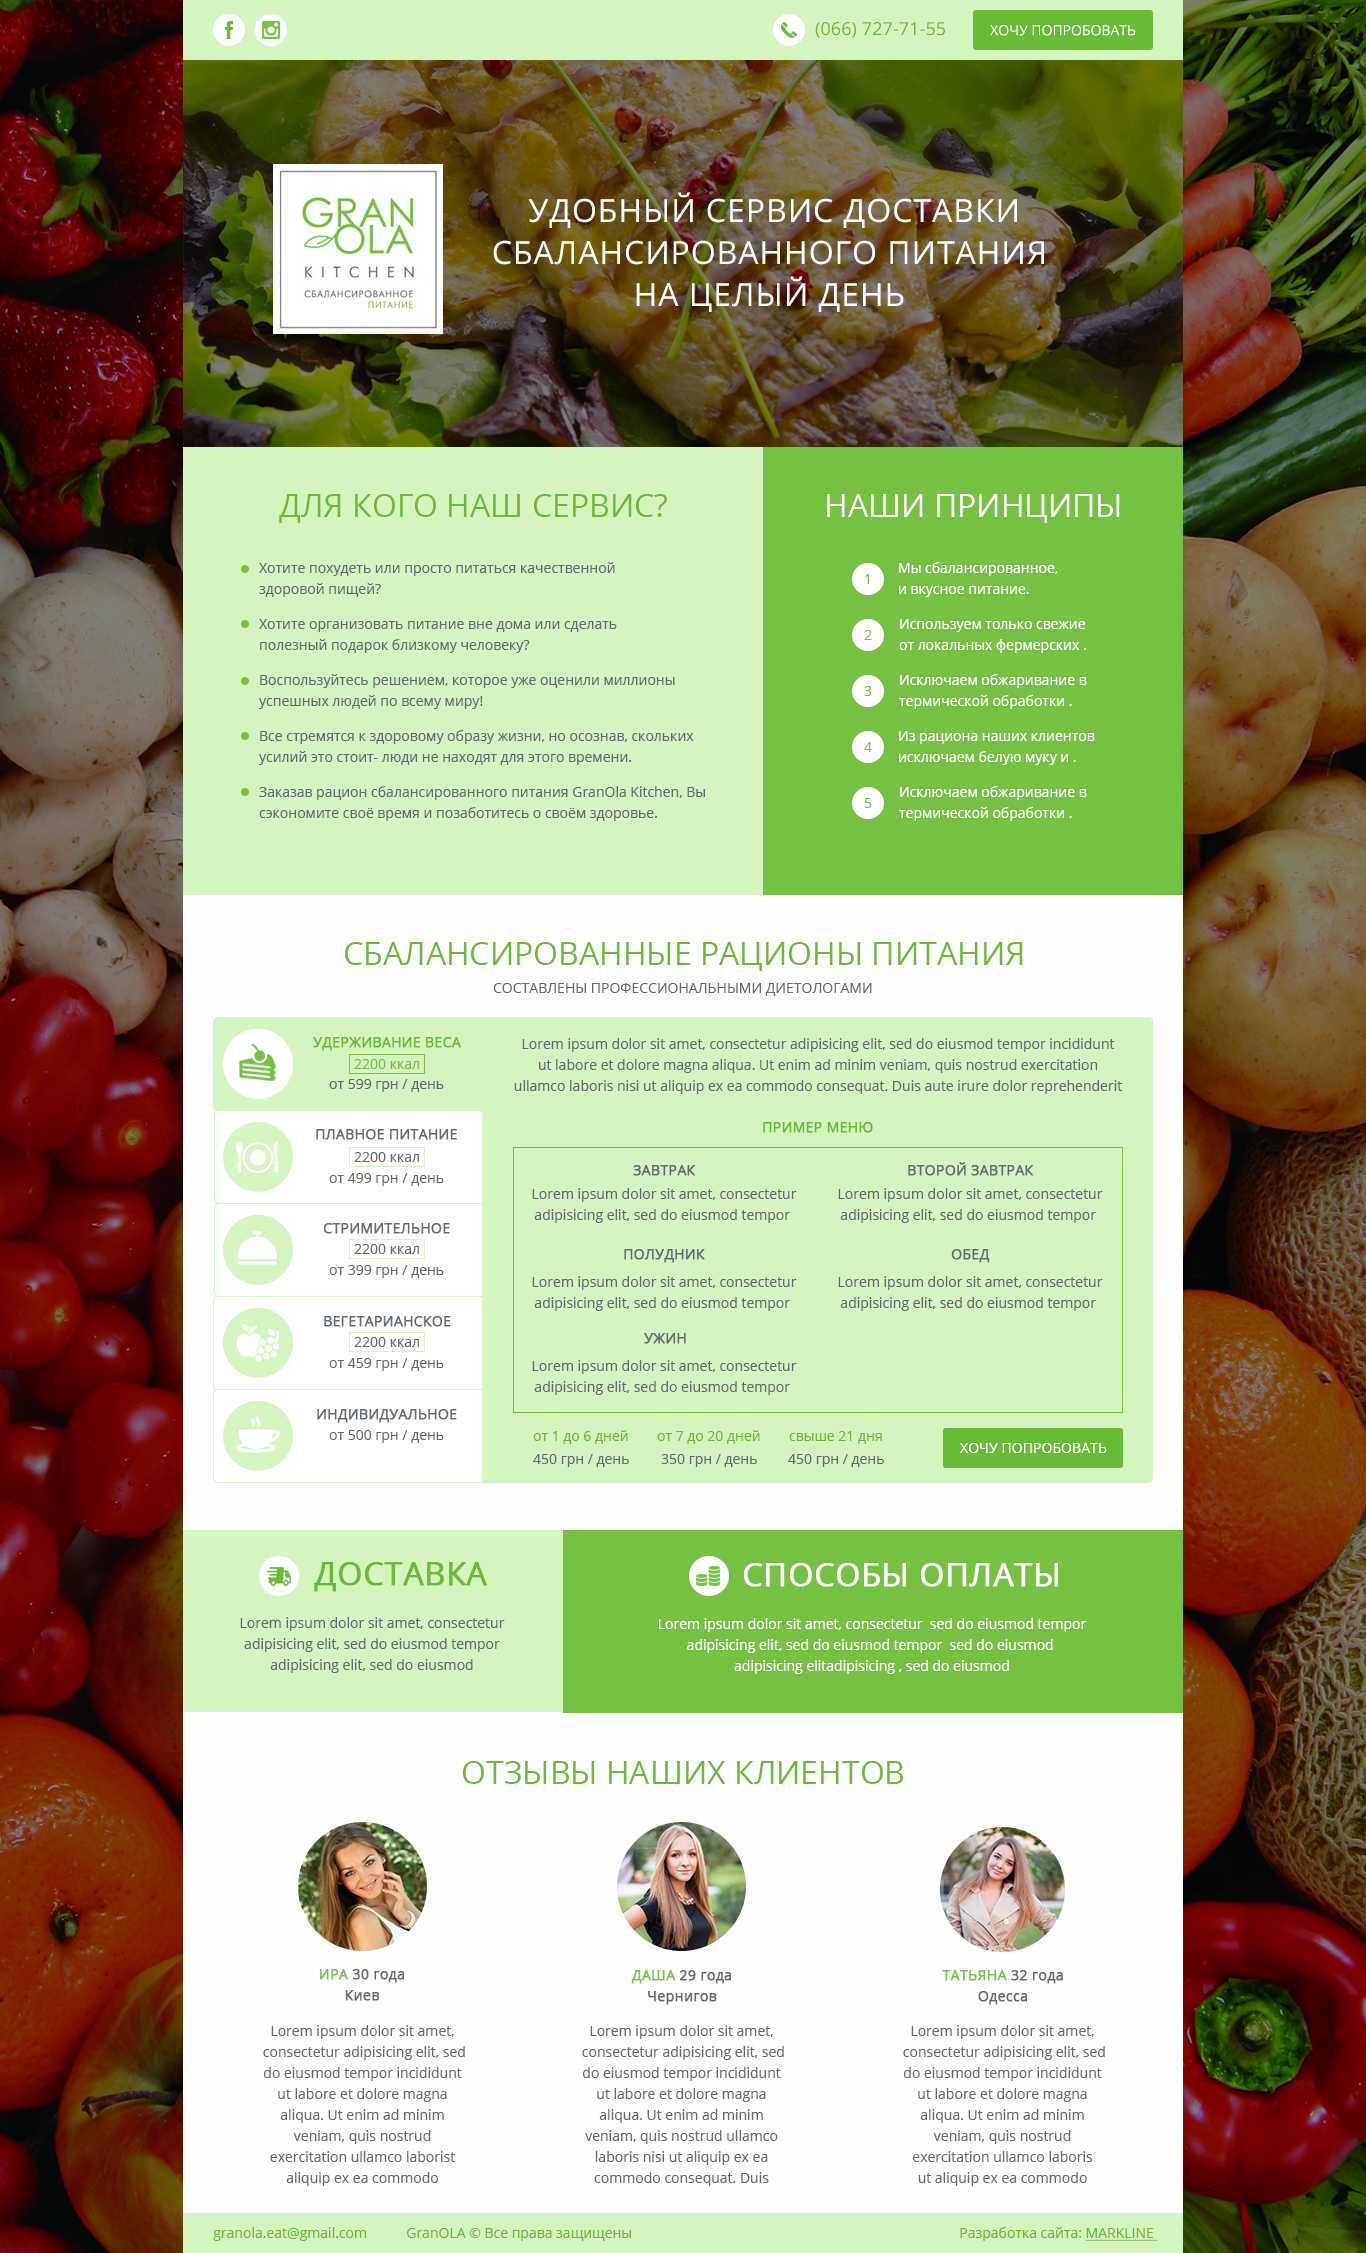 (066) 727-71-55
ХОЧУ ПОПРОБОВАТЬ
GRAN
OLA
KITCHEN
СБАЛАНСИРОВАННОЕ
ПИТАНИЕ
УДОБНЫЙ СЕРВИС ДОСТАВКИ
СБАЛАНСИРОВАННОГО ПИТАНИЯ
НА ЦЕЛЫЙ ДЕНЬ
ДЛЯ КОГО НАШ СЕРВИС?
Хотите похудеть или просто питаться качественной
здоровой пищей?
Хотите организовать питание вне дома или сделать
полезный подарок близкому человеку?
Воспользуйтесь решением, которое уже оценили миллионы
успешных людей по всему миру!
Все стремятся к здоровому образу жизни, но осознав, скольких
усилий это стоит- люди не находят для этого времени.
Заказав рацион сбалансированного питания GranOla Kitchen, Вы
сэкономите своё время и позаботитесь о своём здоровье.
НАШИ ПРИНЦИПЫ
1
Мы сбалансированное,
и вкусное питание.
2
Используем только свежие
от локальных фермерских .
3
Исключаем обжаривание в
термической обработки .
4
Из рациона наших клиентов
исключаем белую муку и .
5
Исключаем обжаривание в
термической обработки .
СБАЛАНСИРОВАННЫЕ РАЦИОНЫ ПИТАНИЯ
СОСТАВЛЕНЫ ПРОФЕССИОНАЛЬНЫМИ ДИЕТОЛОГАМИ
УДЕРЖИВАНИЕ ВЕСА
2200 ккал
от 599 грн / день
ПЛАВНОЕ ПИТАНИЕ
2200 ккал
от 499 грн / день
СТРИМИТЕЛЬНОЕ
2200 ккал
от 399 грн / день
ВЕГЕТАРИАНСКОЕ
2200 ккал
от 459 грн / день
ИНДИВИДУАЛЬНОЕ
от 500 грн / день
Lorem ipsum dolor sit amet, consectetur adipisicing elit, sed do eiusmod tempor incididunt
ut labore et dolore magna aliqua. Ut enim ad minim veniam, quis nostrud exercitation
ullamco laboris nisi ut aliquip ex ea commodo consequat. Duis aute irure dolor reprehenderit
ПРИМЕР МЕНЮ
ЗАВТРАК
Lorem ipsum dolor sit amet, consectetur
adipisicing elit, sed do eiusmod tempor
ВТОРОЙ ЗАВТРАК
Lorem ipsum dolor sit amet, consectetur
adipisicing elit, sed do eiusmod tempor
ПОЛУДНИК
Lorem ipsum dolor sit amet, consectetur
adipisicing elit, sed do eiusmod tempor
ОБЕД
Lorem ipsum dolor sit amet, consectetur
adipisicing elit, sed do eiusmod tempor
УЖИН
Lorem ipsum dolor sit amet, consectetur
adipisicing elit, sed do eiusmod tempor
от 1 до 6 дней
450 грн / день
от 7 до 20 дней
350 грн / день
свыше 21 дня
450 грн / день
ХОЧУ ПОПРОБОВАТЬ
ДОСТАВКА
Lorem ipsum dolor sit amet, consectetur
adipisicing elit, sed do eiusmod tempor
adipisicing elit, sed do eiusmod
СПОСОБЫ ОПЛАТЫ
Lorem ipsum dolor sit amet, consectetur  sed do eiusmod tempor
adipisicing elit, sed do eiusmod tempor  sed do eiusmod
adipisicing elitadipisicing , sed do eiusmod
ОТЗЫВЫ НАШИХ КЛИЕНТОВ
ИРА 30 года
Киев
Lorem ipsum dolor sit amet,
consectetur adipisicing elit, sed
do eiusmod tempor incididunt
ut labore et dolore magna
aliqua. Ut enim ad minim
veniam, quis nostrud
exercitation ullamco laborist
aliquip ex ea commodo
ДАША 29 года
Чернигов
Lorem ipsum dolor sit amet,
consectetur adipisicing elit, sed
do eiusmod tempor incididunt
ut labore et dolore magna
aliqua. Ut enim ad minim
veniam, quis nostrud ullamco
laboris nisi ut aliquip ex ea
commodo consequat. Duis
ТАТЬЯНА 32 года
Одесса
Lorem ipsum dolor sit amet,
consectetur adipisicing elit, sed
do eiusmod tempor incididunt
ut labore et dolore magna
aliqua. Ut enim ad minim
veniam, quis nostrud
exercitation ullamco laboris
ut aliquip ex ea commodo
granola.eat@gmail.com
GranOLA © Все права защищены
Разработка сайта: MARKLINE